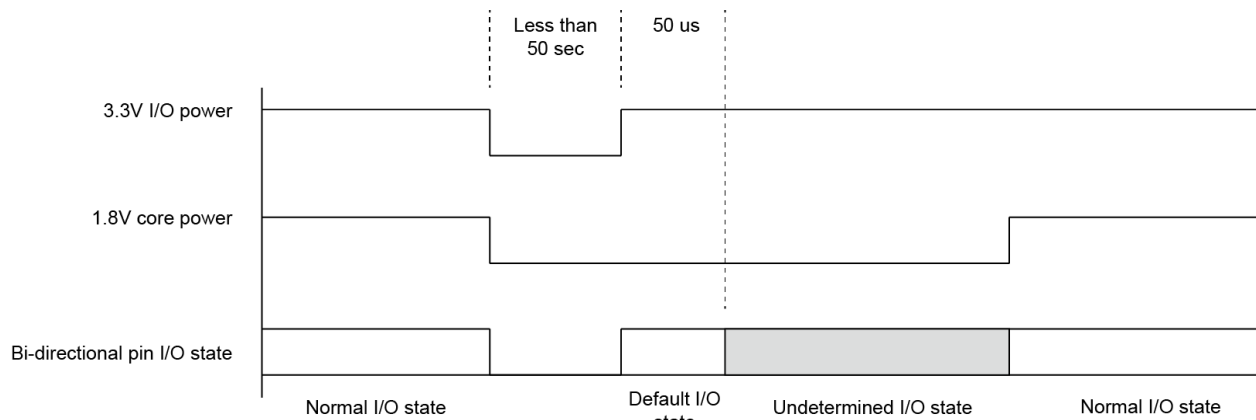 Less than
50 sec
50 us
3.3V I/O power
1.8V core power
Bi-directional pin I/O state
Normal I/O state
Default I/O
state
Undetermined I/O state
Normal I/O state